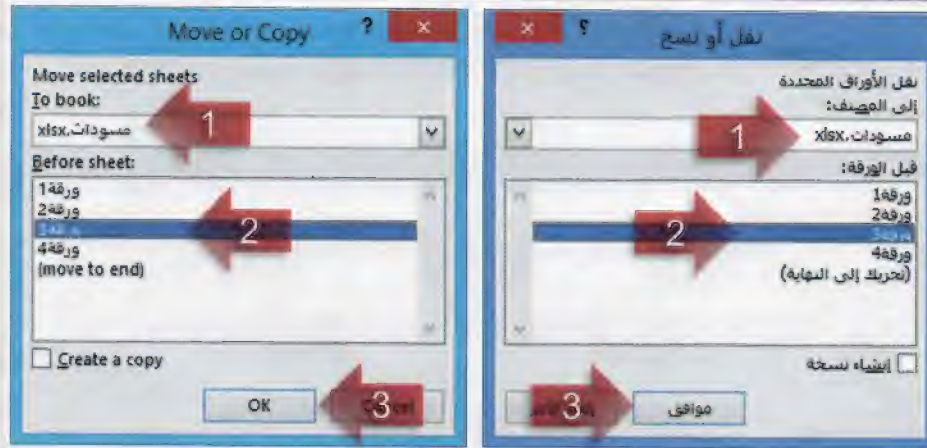 Move or Copy ?
Move selected sheets
To book:
مسودات.xlsx
1
Before sheet:
ورقة1
ورقة2
2
ورقة3
ورقة4
(move to end)
Create a copy
OK
3
نقل أو نسخ ؟
نقل الأوراق المحددة
إلى المصنف:
مسودات.xlsx
1
قبل الورقة:
ورقة1
ورقة2
2
ورقة3
ورقة4
(تحريك إلى النهاية)
إنشاء نسخة
موافق
3